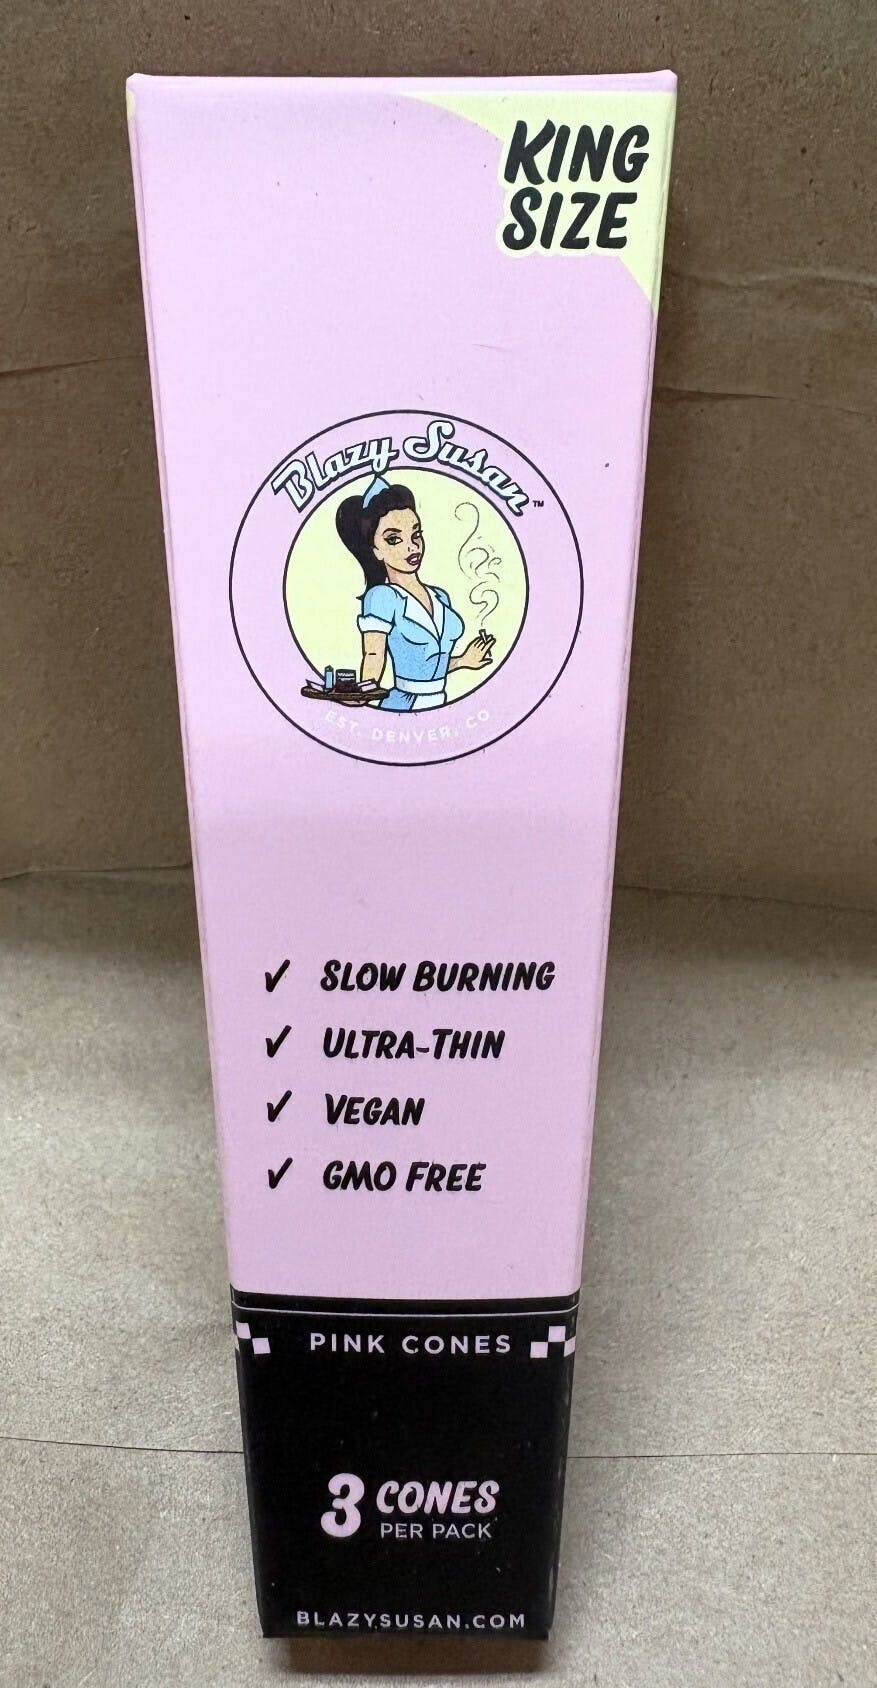 KING
SIZE
Blazy Susan™
EST. DENVER, CO
✓ SLOW BURNING
✓ ULTRA-THIN
✓ VEGAN
✓ GMO FREE
PINK CONES
3 CONES
PER PACK
BLAZYSUSAN.COM